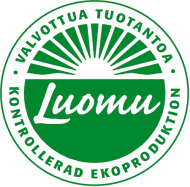 • VALVOTTUA TUOTANTOA •
Luomu
KONTROLLERAD EKOPRODUKTION